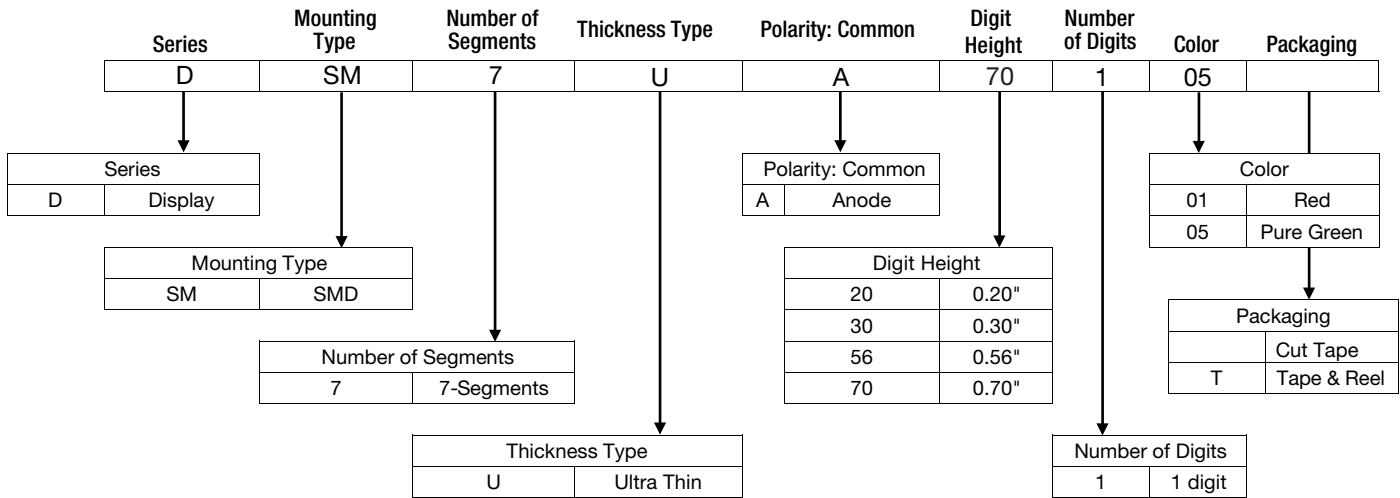 Series Mounting Type Number of Segments Thickness Type Polarity: Common Digit Height Number of Digits Color Packaging
D SM 7 U A 70 1 05
Series
D Display
Mounting Type
SM SMD
Number of Segments
7 7-Segments
Thickness Type
U Ultra Thin
Polarity: Common
A Anode
Digit Height
20 0.20"
30 0.30"
56 0.56"
70 0.70"
Number of Digits
1 1 digit
Color
01 Red
05 Pure Green
Packaging
Cut Tape
T Tape & Reel